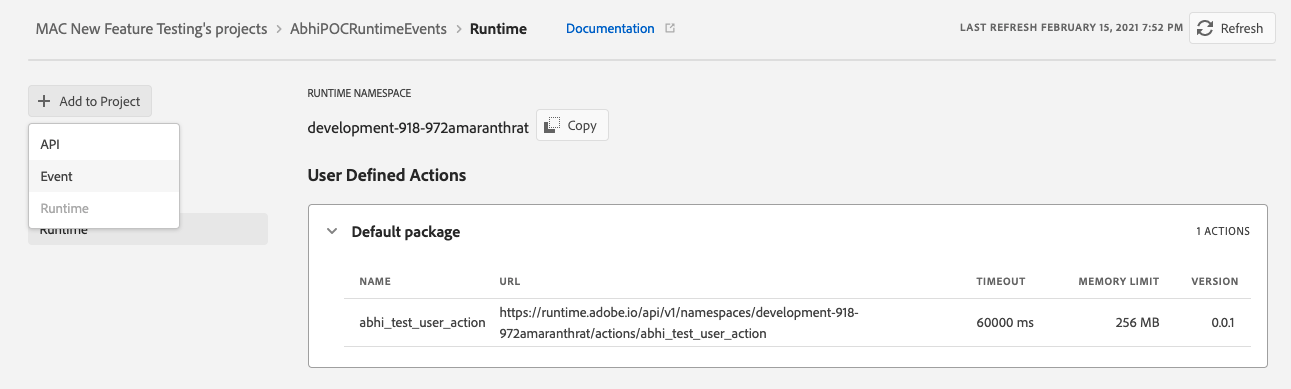 MAC New Feature Testing's projects > AbhiPOCRuntimeEvents > Runtime Documentation LAST REFRESH FEBRUARY 15, 2021 7:52 PM Refresh
+ Add to Project
API
Event
Runtime
Runtime
RUNTIME NAMESPACE
development-918-972amaranthrat Copy
User Defined Actions
Default package 1 ACTIONS
NAME URL TIMEOUT MEMORY LIMIT VERSION
abhi_test_user_action https://runtime.adobe.io/api/v1/namespaces/development-918- 60000 ms 256 MB 0.0.1
972amaranthrat/actions/abhi_test_user_action